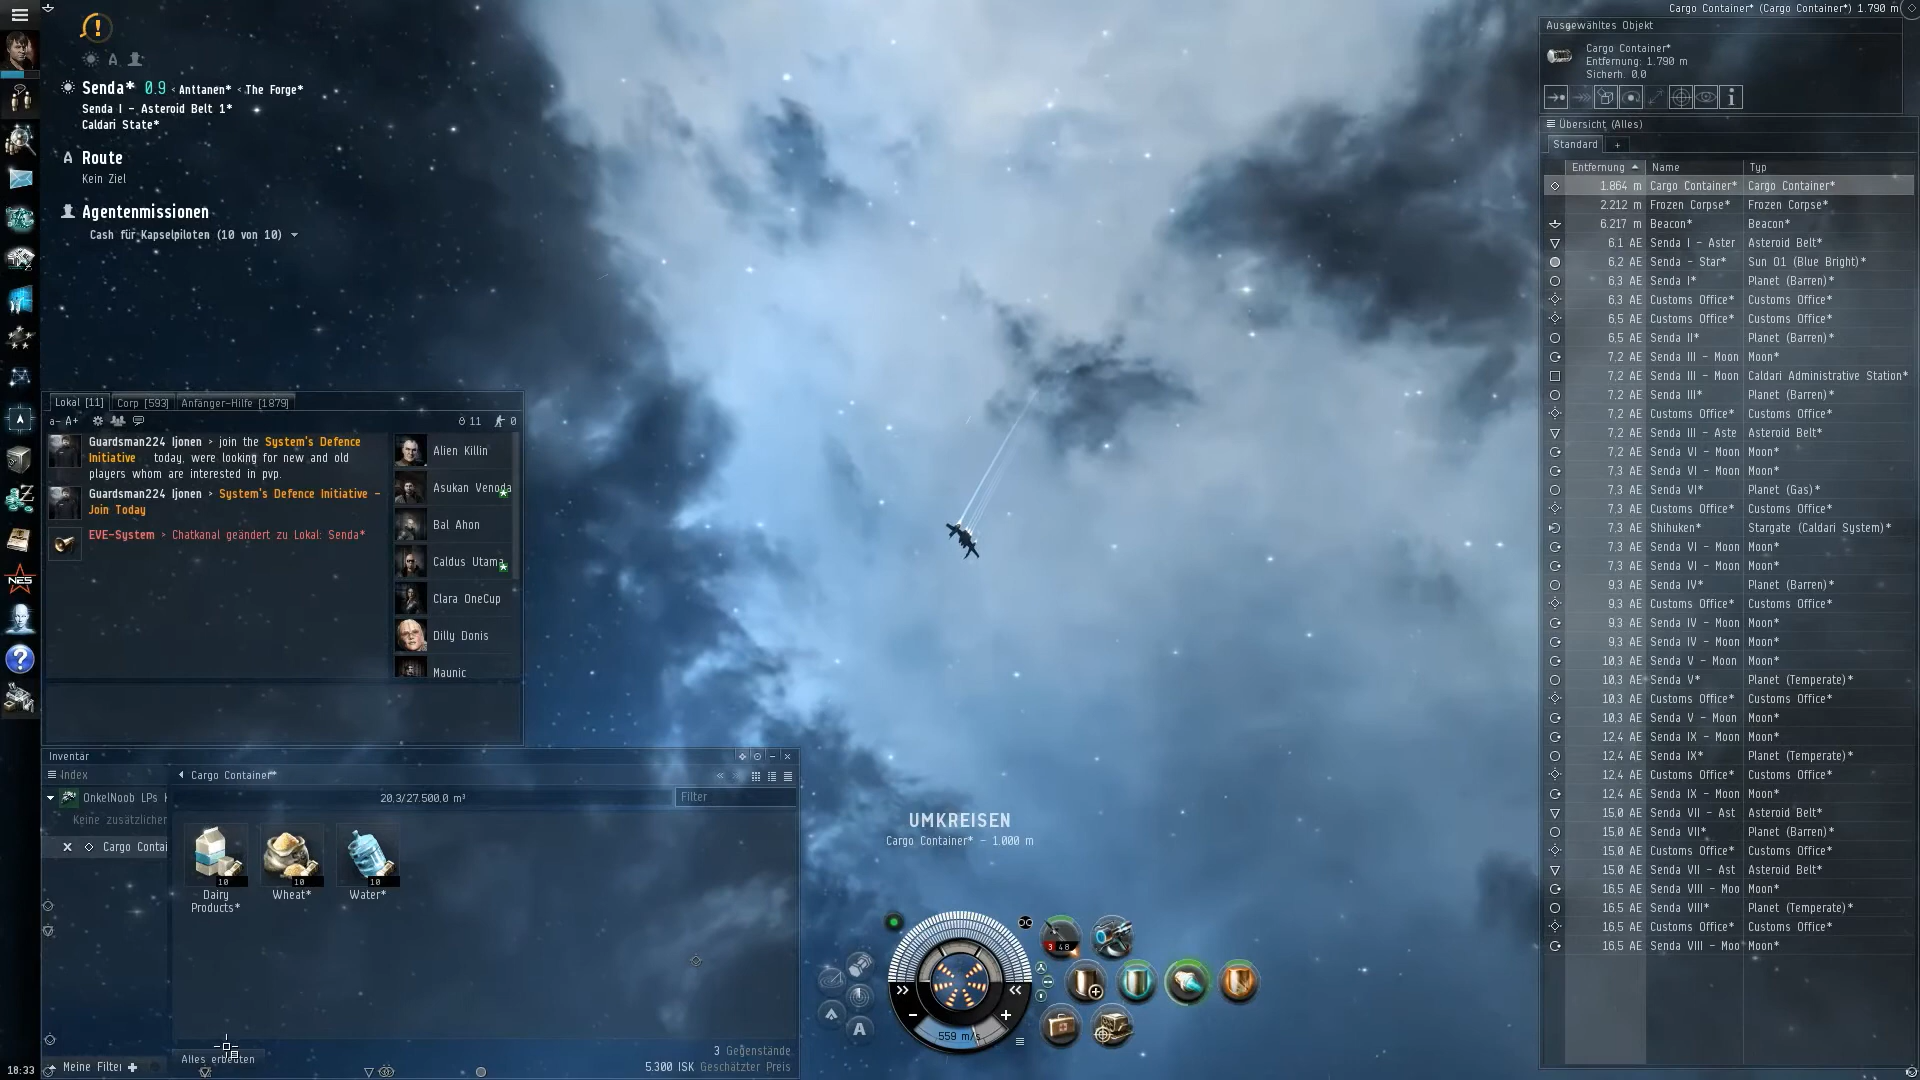 Cargo Container* (Cargo Container*) 1.790 m
Senda* 0.9 < Anttanen* < The Forge*
Senda I - Asteroid Belt 1*
Caldari State*
Route
Kein Ziel
Agentenmissionen
Cash für Kapselpiloten (10 von 10)
Lokal [11] Corp [593] Anfänger-Hilfe [1879]
a- A+ 11 0
Guardsman224 Ijonen > join the System's Defence
Initiative today, were looking for new and old
players whom are interested in pvp.
Guardsman224 Ijonen > System's Defence Initiative -
Join Today
EVE-System > Chatkanal geändert zu Lokal: Senda*
Alien Killin
Asukan Venoda
Bal Ahon
Caldus Utama
Clara OneCup
Dilly Donis
Maunic
Inventär
Index
Cargo Container*
OnkelNoob LPs
20,3/27.500,0 m³
Filter
Keine zusätzlicher
Cargo Contai
10 10 10
Dairy Products*
Wheat*
Water*
Alles erbeuten
3 Gegenstände
Meine Filter
5.300 ISK Geschätzter Preis
18:33
NES
UMKREISEN
Cargo Container* - 1.000 m
3 48
A
559 m/s
Ausgewähltes Objekt
Cargo Container*
Entfernung: 1.790 m
Sicherh. 0.0
Übersicht (Alles)
Standard +
Entfernung Name Typ
1.864 m Cargo Container* Cargo Container*
2.212 m Frozen Corpse* Frozen Corpse*
6.217 m Beacon* Beacon*
6,1 AE Senda I - Aster Asteroid Belt*
6,2 AE Senda - Star* Sun O1 (Blue Bright)*
6,3 AE Senda I* Planet (Barren)*
6,3 AE Customs Office* Customs Office*
6,5 AE Customs Office* Customs Office*
6,5 AE Senda II* Planet (Barren)*
7,2 AE Senda III - Moon Moon*
7,2 AE Senda III - Moon Caldari Administrative Station*
7,2 AE Senda III* Planet (Barren)*
7,2 AE Customs Office* Customs Office*
7,2 AE Senda III - Aste Asteroid Belt*
7,2 AE Senda VI - Moon Moon*
7,3 AE Senda VI - Moon Moon*
7,3 AE Senda VI* Planet (Gas)*
7,3 AE Customs Office* Customs Office*
7,3 AE Shihuken* Stargate (Caldari System)*
7,3 AE Senda VI - Moon Moon*
7,3 AE Senda VI - Moon Moon*
9,3 AE Senda IV* Planet (Barren)*
9,3 AE Customs Office* Customs Office*
9,3 AE Senda IV - Moon Moon*
9,3 AE Senda IV - Moon Moon*
10,3 AE Senda V - Moon Moon*
10,3 AE Senda V* Planet (Temperate)*
10,3 AE Customs Office* Customs Office*
10,3 AE Senda V - Moon Moon*
12,4 AE Senda IX - Moon Moon*
12,4 AE Senda IX* Planet (Temperate)*
12,4 AE Customs Office* Customs Office*
12,4 AE Senda IX - Moon Moon*
15,0 AE Senda VII - Ast Asteroid Belt*
15,0 AE Senda VII* Planet (Barren)*
15,0 AE Customs Office* Customs Office*
15,0 AE Senda VII - Ast Asteroid Belt*
16,5 AE Senda VIII - Moo Moon*
16,5 AE Senda VIII* Planet (Temperate)*
16,5 AE Customs Office* Customs Office*
16,5 AE Senda VIII - Moo Moon*